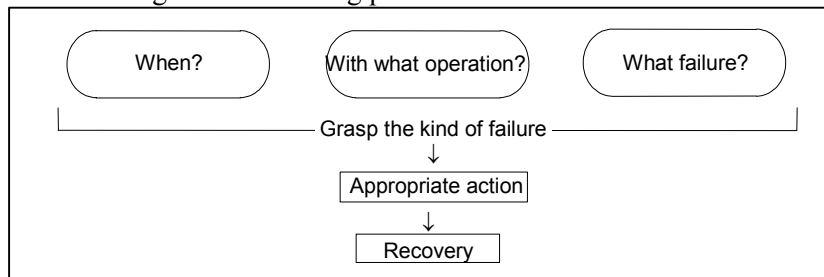 When?
With what operation?
What failure?
Grasp the kind of failure
↓
Appropriate action
↓
Recovery